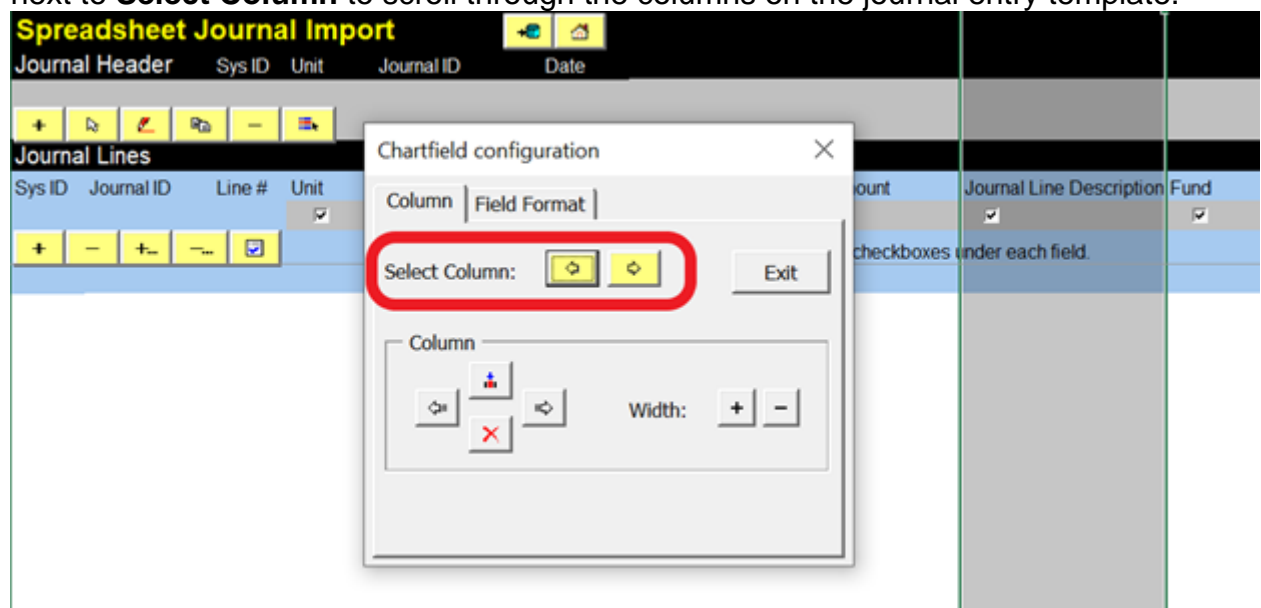 next to Select Column to scroll through the columns on the journal entry template.
Spreadsheet Journal Import
Journal Header Sys ID Unit Journal ID Date
Journal Lines
Sys ID Journal ID Line # Unit
Journal Line Description Fund
checkboxes under each field.
Chartfield configuration
Column Field Format
Select Column: Exit
Column
Width: + -